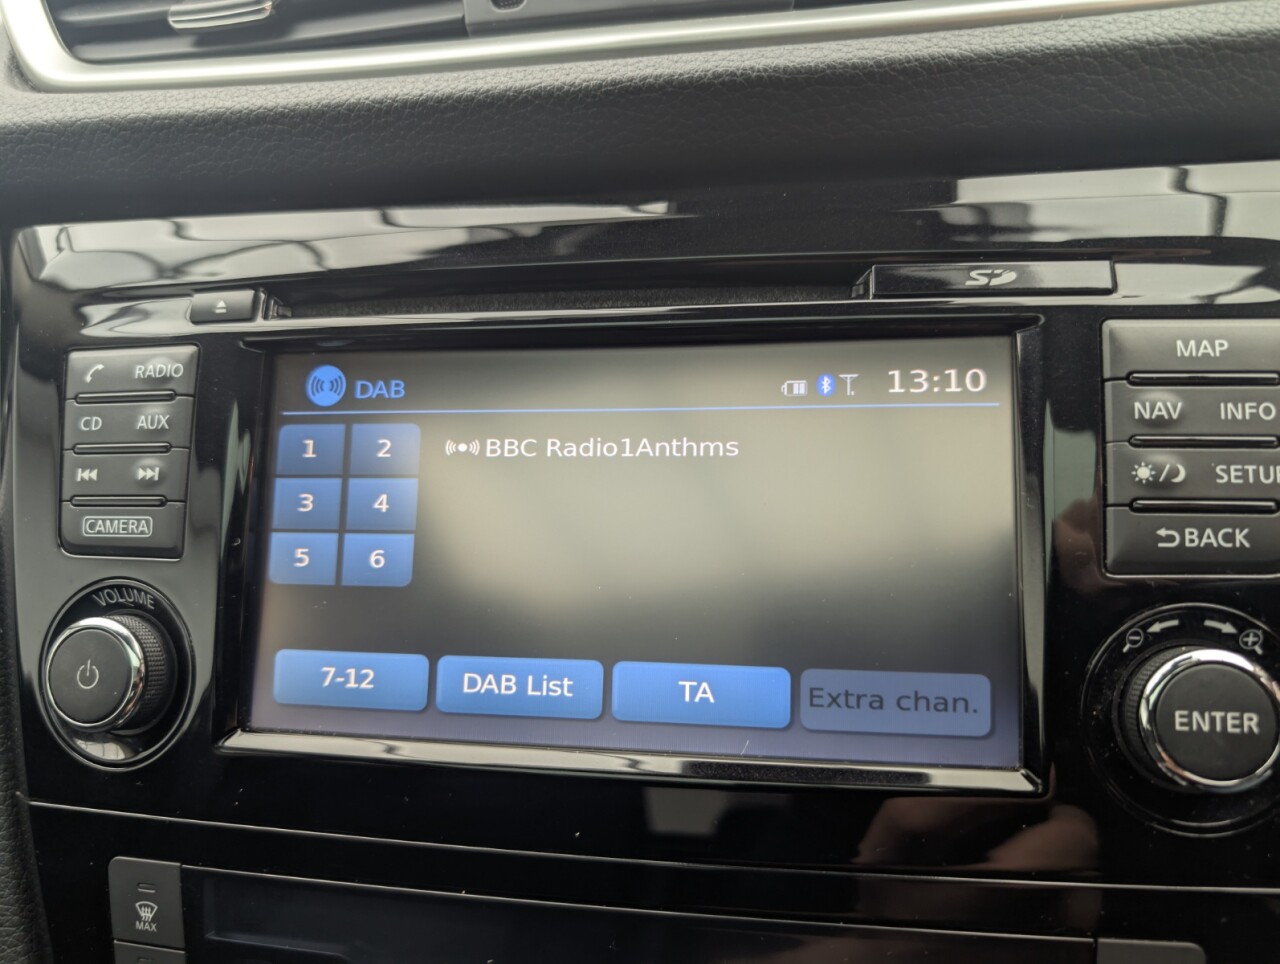 SD
RADIO
CD AUX
CAMERA
VOLUME
DAB
13:10
1 2
3 4
5 6
BBC Radio1Anthms
7-12
DAB List
TA
Extra chan.
MAP
NAV INFO
SETU
BACK
ENTER
MAX